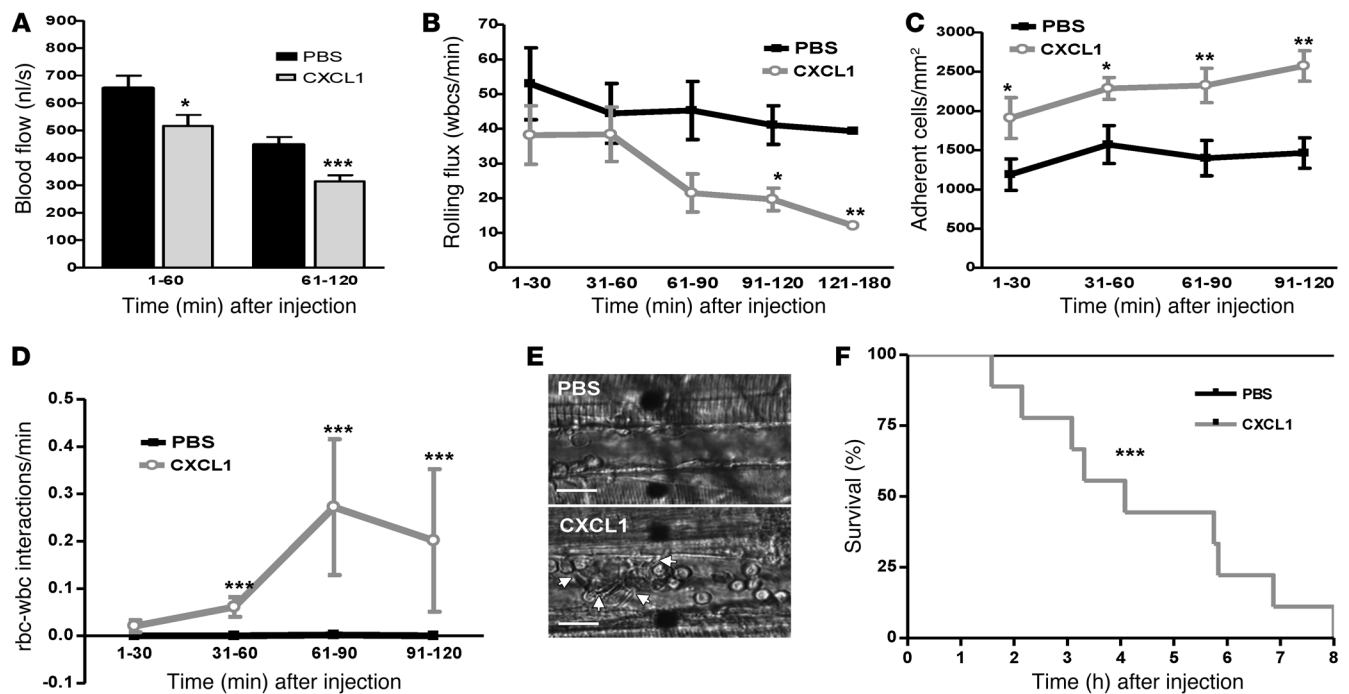 A
900
800
700
600
500
400
300
200
100
0
Blood flow (nl/s)
PBS
CXCL1
*
***
1-60
61-120
Time (min) after injection
B
70
60
50
40
30
20
10
0
Rolling flux (wbcs/min)
PBS
CXCL1
*
**
1-30
31-60
61-90
91-120
121-180
Time (min) after injection
C
3000
2500
2000
1500
1000
500
0
Adherent cells/mm²
PBS
CXCL1
*
*
**
**
1-30
31-60
61-90
91-120
Time (min) after injection
D
0.5
0.4
0.3
0.2
0.1
0.0
-0.1
rbc-wbc interactions/min
PBS
CXCL1
***
***
***
1-30
31-60
61-90
91-120
Time (min) after injection
E
PBS
CXCL1
F
100
75
50
25
0
Survival (%)
PBS
CXCL1
***
0
1
2
3
4
5
6
7
8
Time (h) after injection